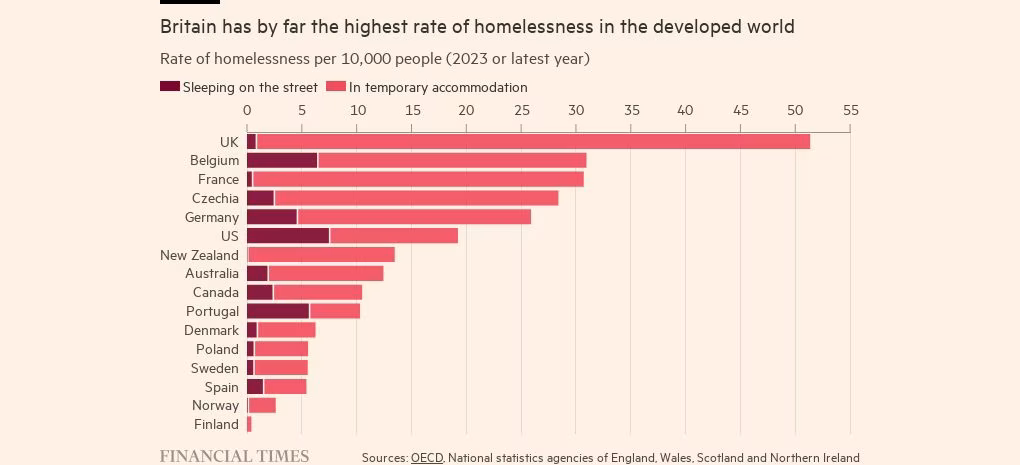 Britain has by far the highest rate of homelessness in the developed world
Rate of homelessness per 10,000 people (2023 or latest year)
Sleeping on the street In temporary accommodation
0 5 10 15 20 25 30 35 40 45 50 55
UK
Belgium
France
Czechia
Germany
US
New Zealand
Australia
Canada
Portugal
Denmark
Poland
Sweden
Spain
Norway
Finland
FINANCIAL TIMES Sources: OECD, National statistics agencies of England, Wales, Scotland and Northern Ireland